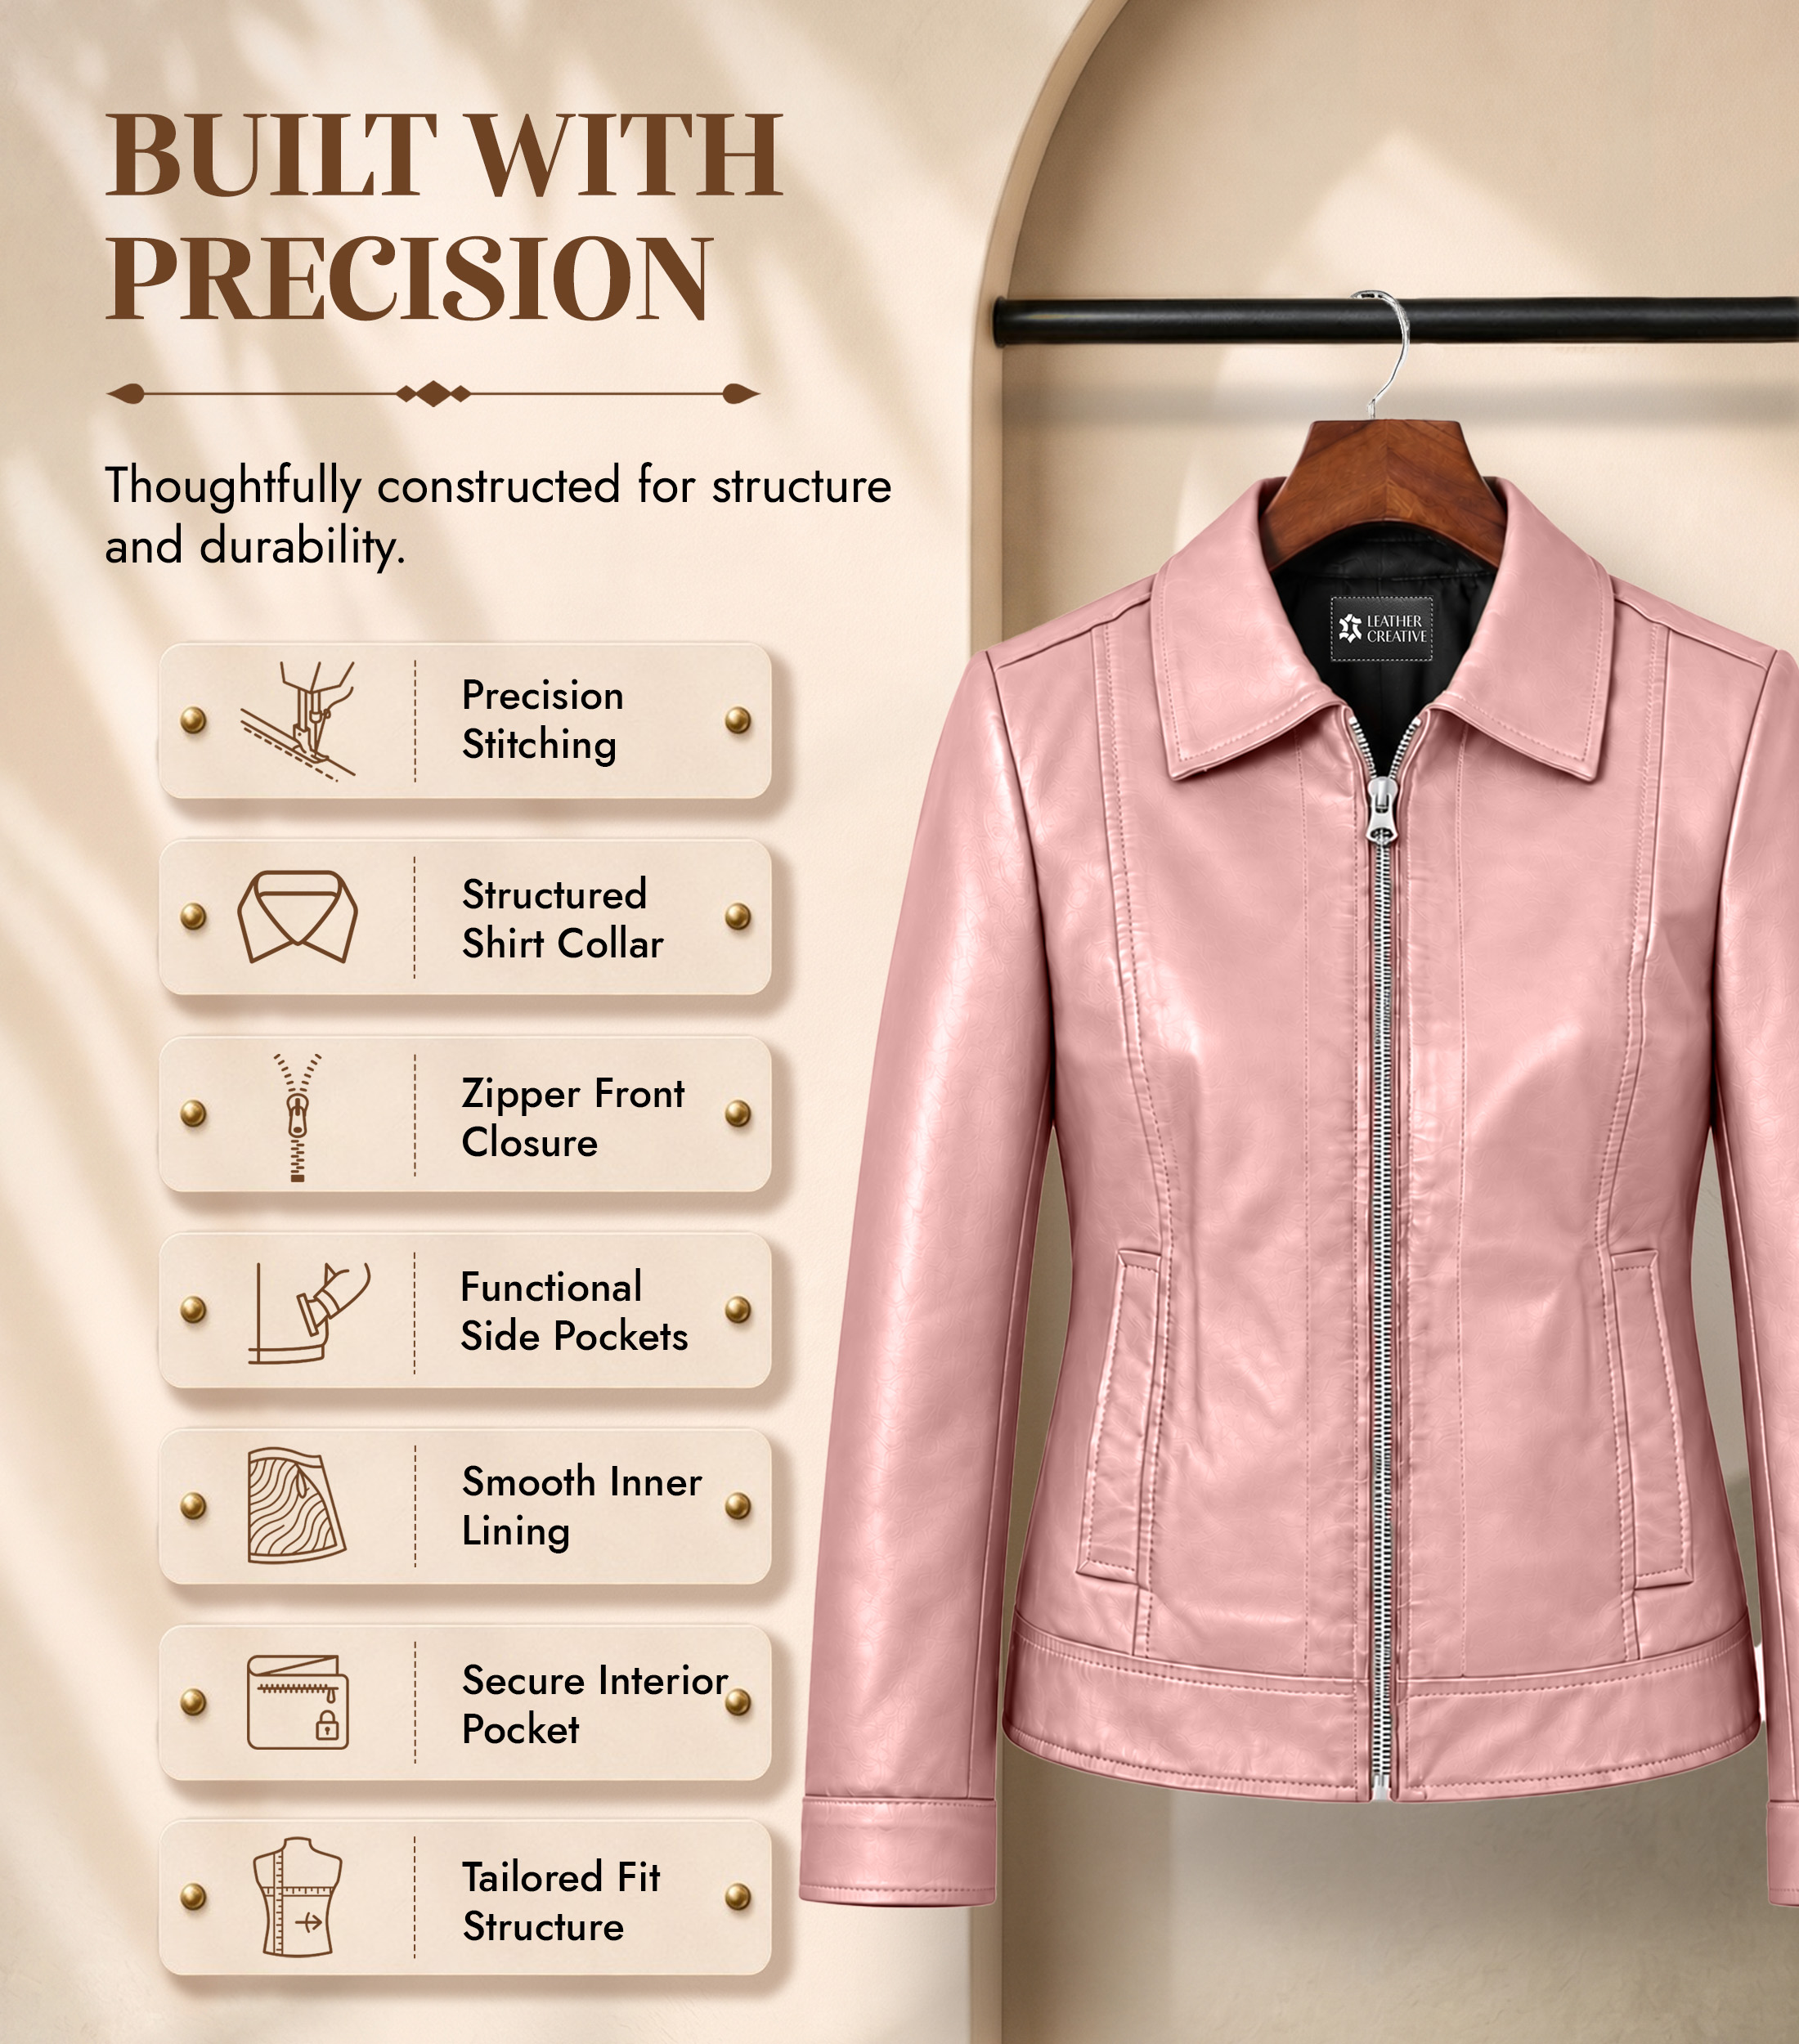 BUILT WITH
PRECISION
Thoughtfully constructed for structure
and durability.
Precision
Stitching
Structured
Shirt Collar
Zipper Front
Closure
Functional
Side Pockets
Smooth Inner
Lining
Secure Interior
Pocket
Tailored Fit
Structure
LEATHER
CREATIVE